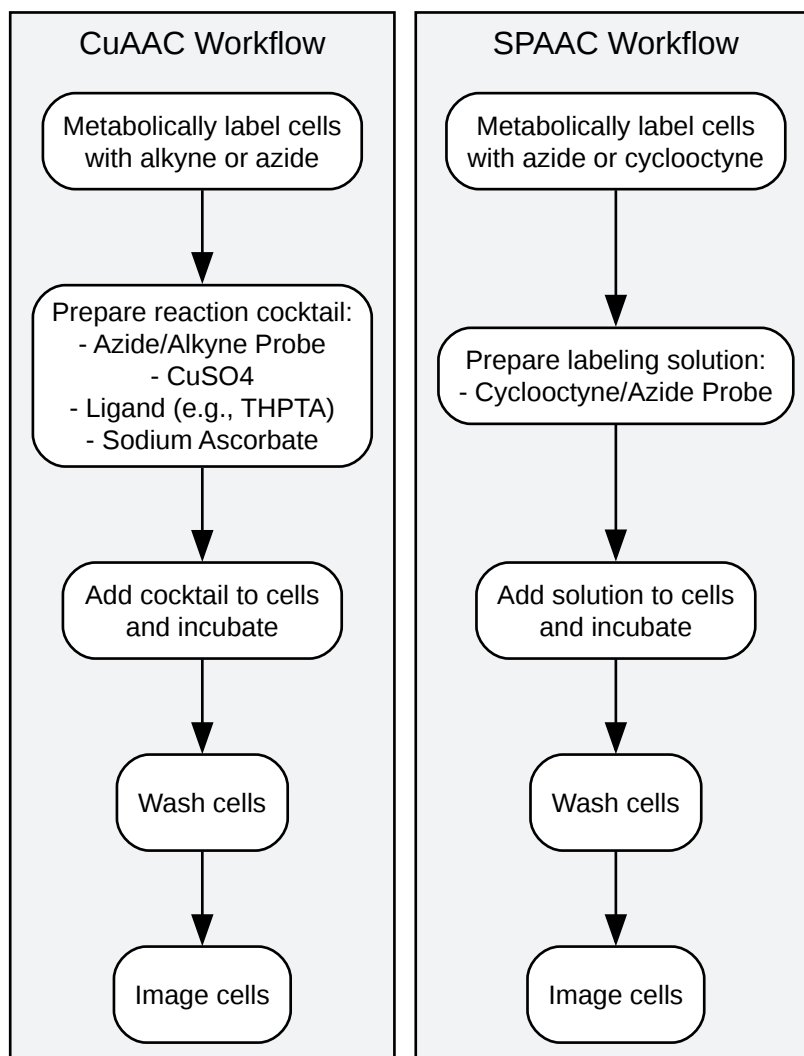 CuAAC Workflow
Metabolically label cells
with alkyne or azide
Prepare reaction cocktail:
- Azide/Alkyne Probe
- CuSO4
- Ligand (e.g., THPTA)
- Sodium Ascorbate
Add cocktail to cells
and incubate
Wash cells
Image cells
SPAAC Workflow
Metabolically label cells
with azide or cyclooctyne
Prepare labeling solution:
- Cyclooctyne/Azide Probe
Add solution to cells
and incubate
Wash cells
Image cells